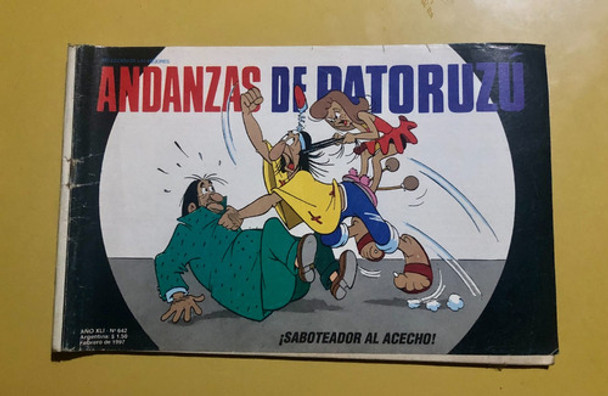 ANDANZAS DE PATORUZU
¡SABOTEADOR AL ACECHO!
AÑO XLI - Nº 642
Argentina: $ 1.50
Febrero de 1997